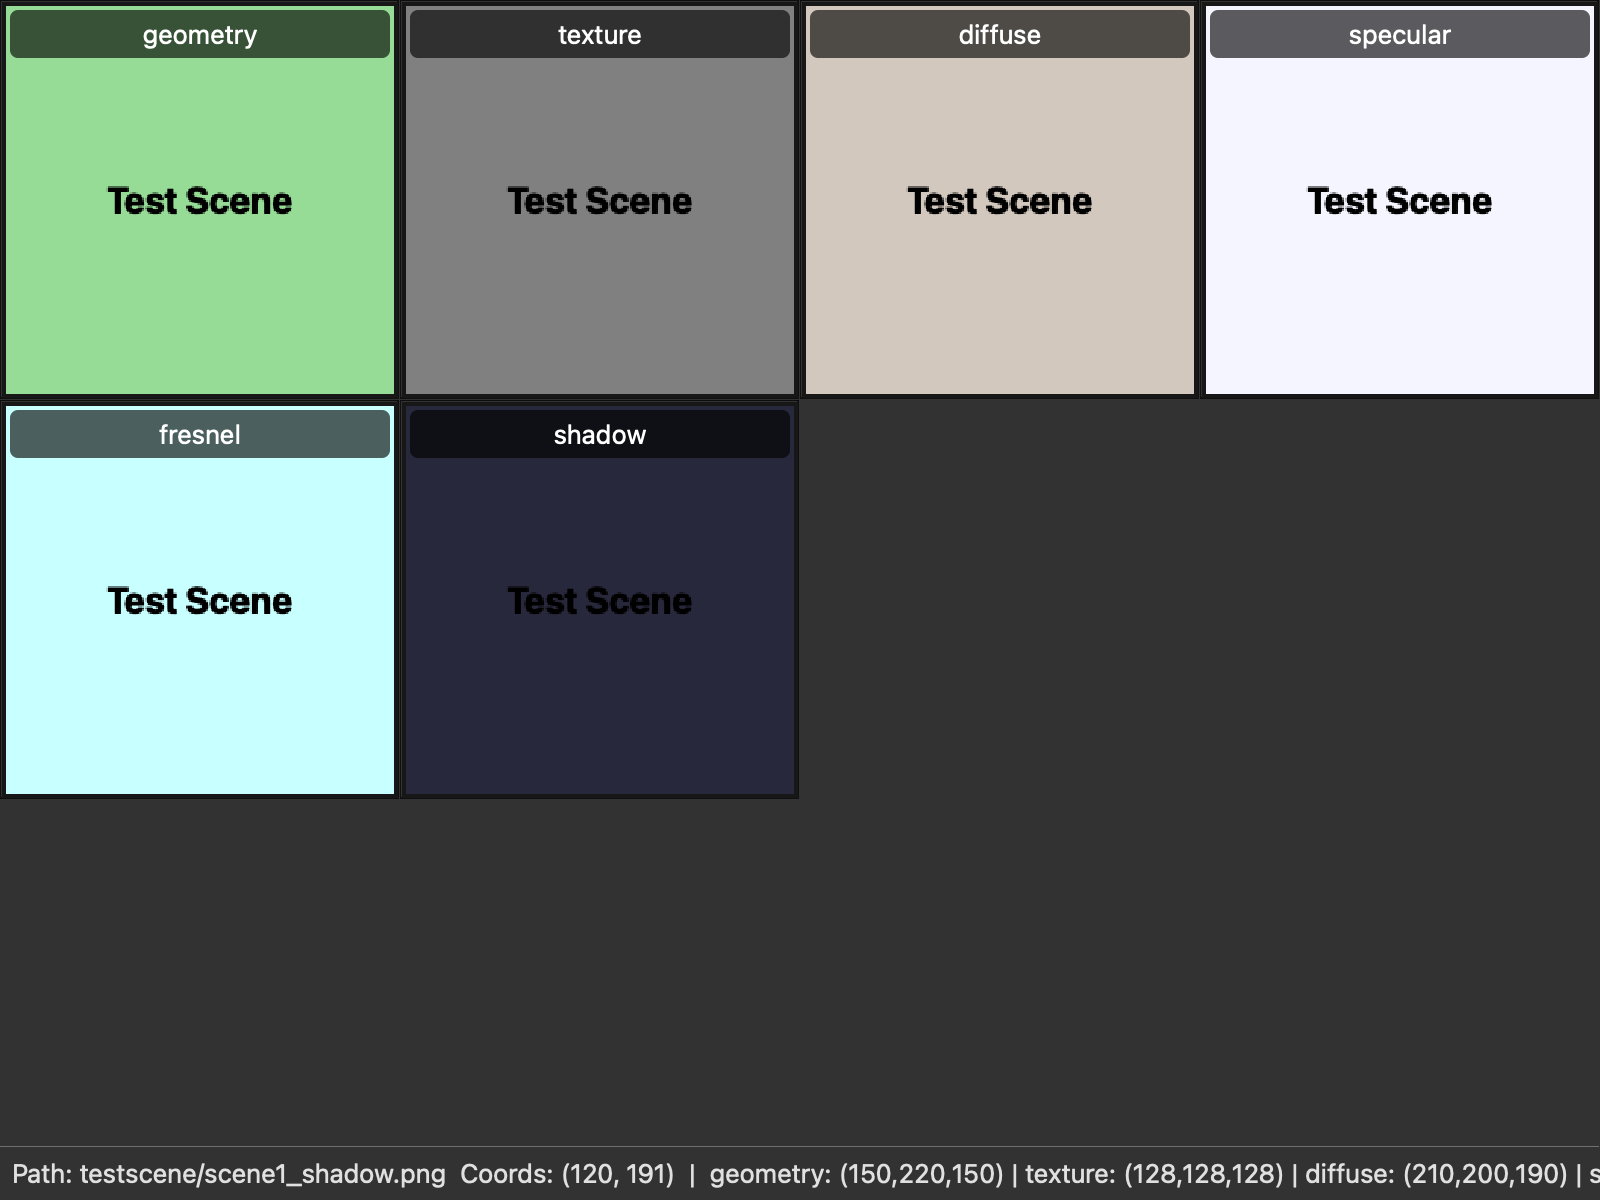 geometry
texture
diffuse
specular
Test Scene
Test Scene
Test Scene
Test Scene
fresnel
shadow
Test Scene
Test Scene
Path: testscene/scene1_shadow.png Coords: (120, 191) | geometry: (150,220,150) | texture: (128,128,128) | diffuse: (210,200,190) | s